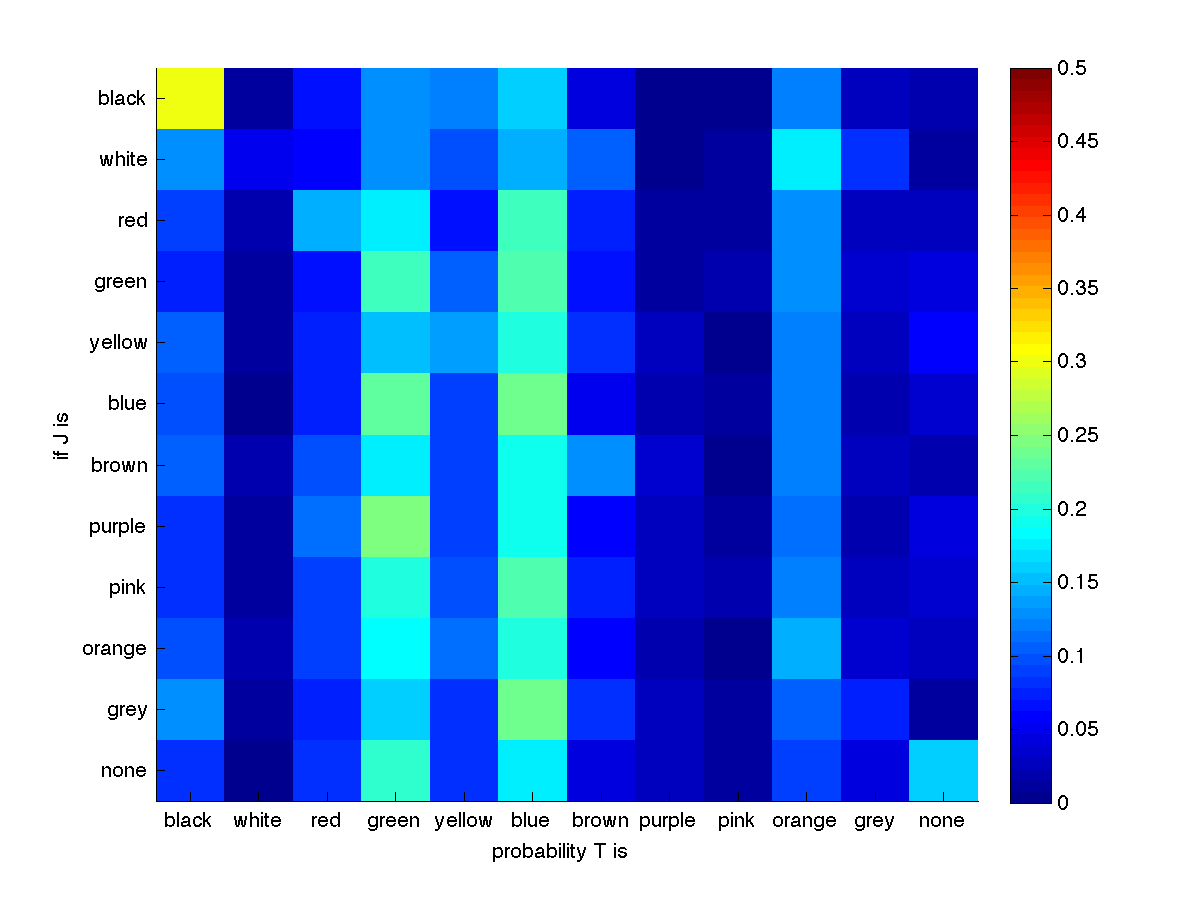 black
white
red
green
yellow
blue
brown
purple
pink
orange
grey
none
if J is
black white red green yellow blue brown purple pink orange grey none
probability T is
0.5
0.45
0.4
0.35
0.3
0.25
0.2
0.15
0.1
0.05
0